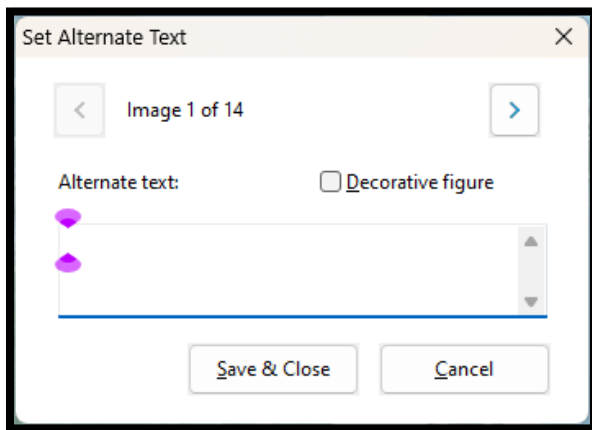 Set Alternate Text
Image 1 of 14
Alternate text: Decorative figure
Save & Close Cancel